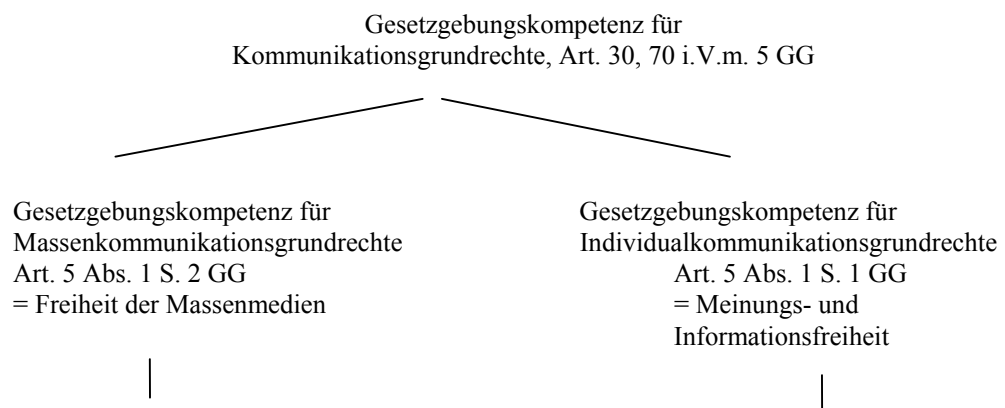 Gesetzgebungskompetenz für
Kommunikationsgrundrechte, Art. 30, 70 i.V.m. 5 GG
Gesetzgebungskompetenz für
Massenkommunikationsgrundrechte
Art. 5 Abs. 1 S. 2 GG
= Freiheit der Massenmedien
Gesetzgebungskompetenz für
Individualkommunikationsgrundrechte
Art. 5 Abs. 1 S. 1 GG
= Meinungs- und
Informationsfreiheit